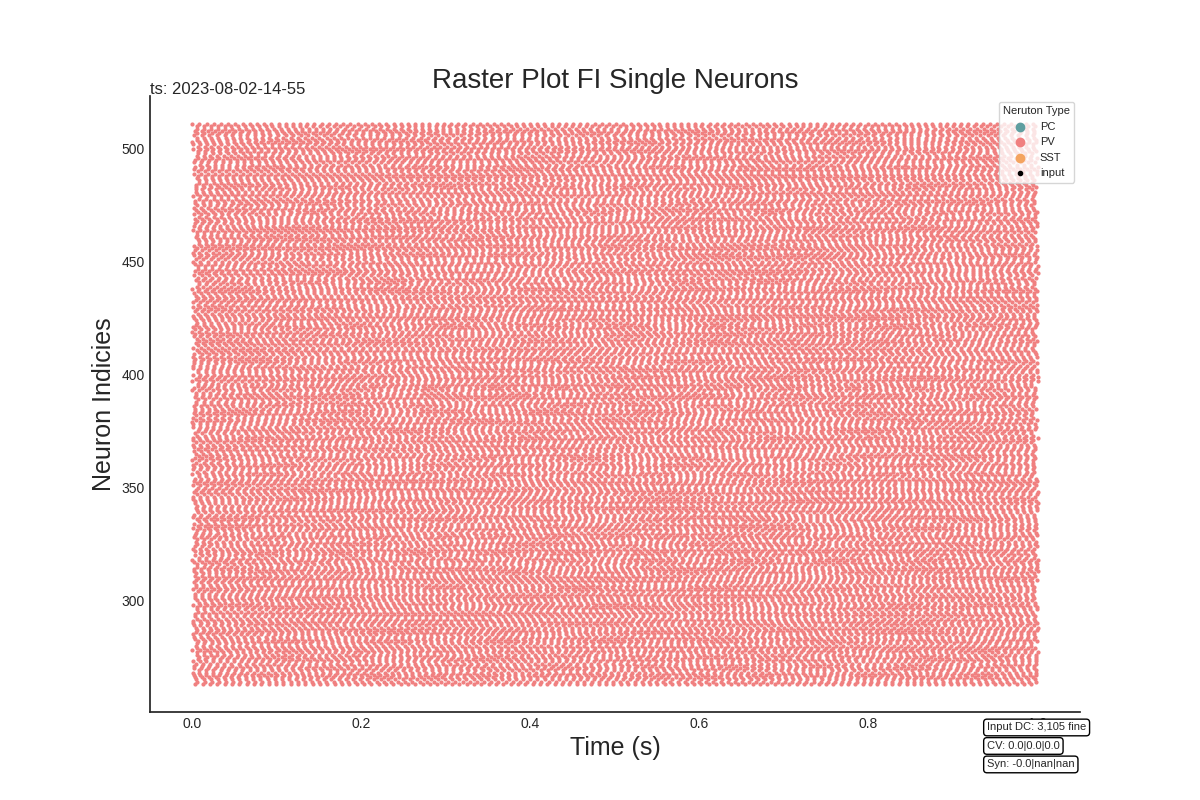 Raster Plot FI Single Neurons
ts: 2023-08-02-14-55
Neruton Type
PC
PV
SST
input
500
450
400
350
300
Neuron Indicies
0.0
0.2
0.4
0.6
0.8
Time (s)
Input DC: 3,105 fine
CV: 0.0|0.0|0.0
Syn: -0.0|nan|nan